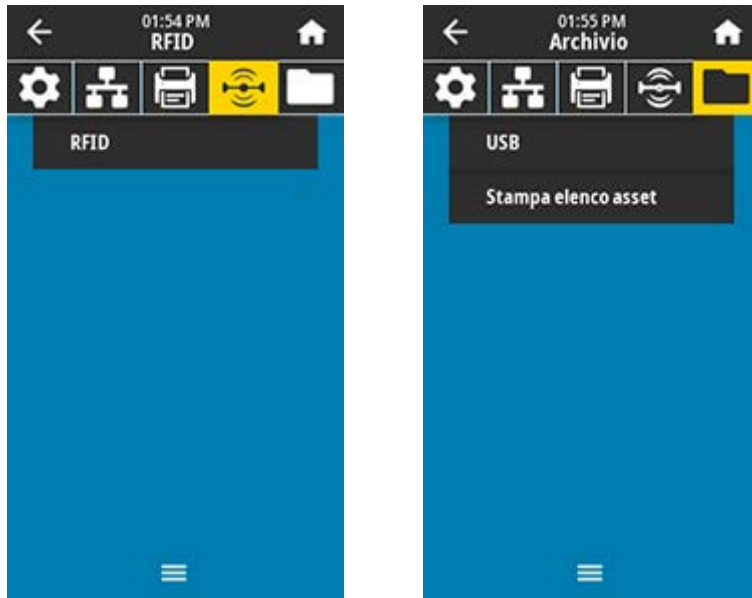 01:54 PM
RFID
RFID
01:55 PM
Archivio
USB
Stampa elenco asset